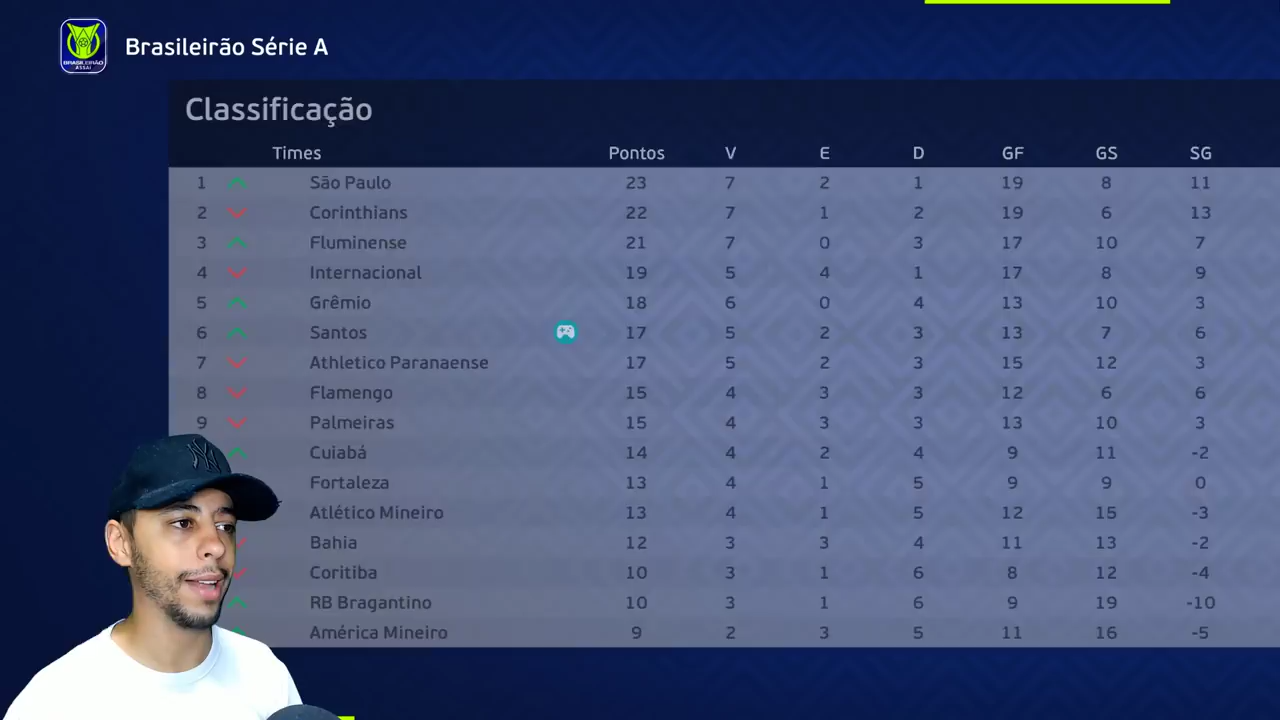 Brasileirão Série A
BRASILEIRÃO
ASSAÍ
Classificação
Times Pontos V E D GF GS SG
1 São Paulo 23 7 2 1 19 8 11
2 Corinthians 22 7 1 2 19 6 13
3 Fluminense 21 7 0 3 17 10 7
4 Internacional 19 5 4 1 17 8 9
5 Grêmio 18 6 0 4 13 10 3
6 Santos 17 5 2 3 13 7 6
7 Athletico Paranaense 17 5 2 3 15 12 3
8 Flamengo 15 4 3 3 12 6 6
9 Palmeiras 15 4 3 3 13 10 3
Cuiabá 14 4 2 4 9 11 -2
Fortaleza 13 4 1 5 9 9 0
Atlético Mineiro 13 4 1 5 12 15 -3
Bahia 12 3 3 4 11 13 -2
Coritiba 10 3 1 6 8 12 -4
RB Bragantino 10 3 1 6 9 19 -10
América Mineiro 9 2 3 5 11 16 -5
NY